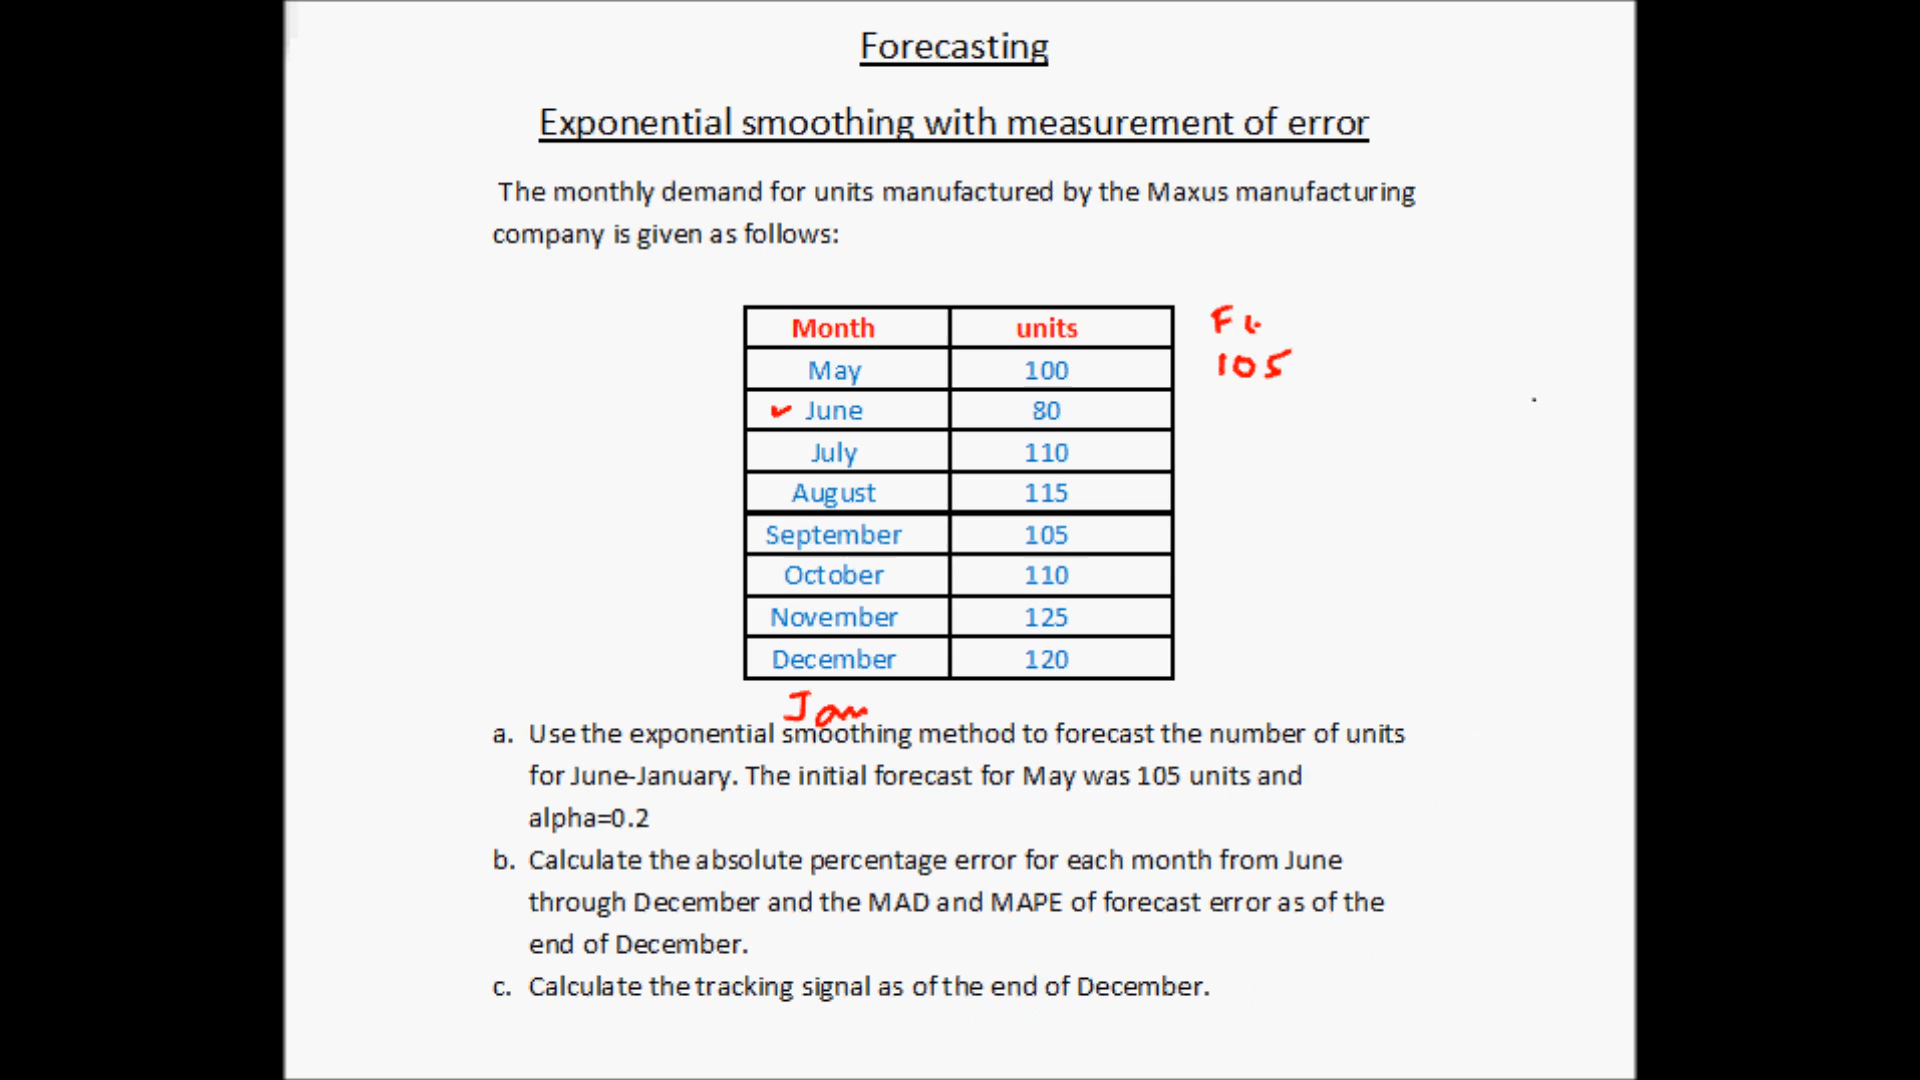 Forecasting
Exponential smoothing with measurement of error
The monthly demand for units manufactured by the Maxus manufacturing
company is given as follows:
Month units
May 100
June 80
July 110
August 115
September 105
October 110
November 125
December 120
105
Jan
a. Use the exponential smoothing method to forecast the number of units
for June-January. The initial forecast for May was 105 units and
alpha=0.2
b. Calculate the absolute percentage error for each month from June
through December and the MAD and MAPE of forecast error as of the
end of December.
c. Calculate the tracking signal as of the end of December.